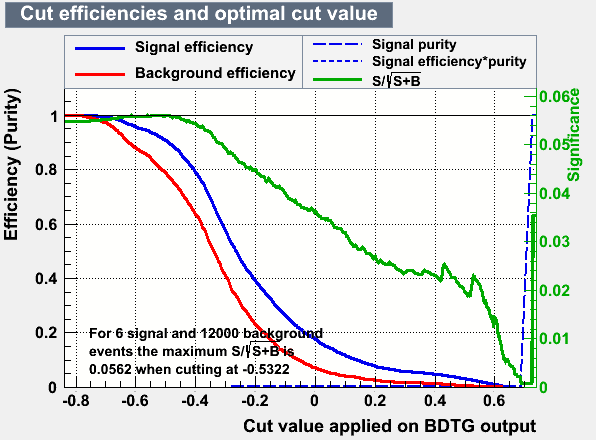 Cut efficiencies and optimal cut value
Signal efficiency
Background efficiency
Signal purity
Signal efficiency*purity
S/√S+B
Efficiency (Purity)
1
0.8
0.6
0.4
0.2
0
0.06
0.05
0.04
0.03
0.02
0.01
0
Significance
For 6 signal and 12000 background
events the maximum S/√S+B is
0.0562 when cutting at -0.5322
-0.8 -0.6 -0.4 -0.2 0 0.2 0.4 0.6
Cut value applied on BDTG output